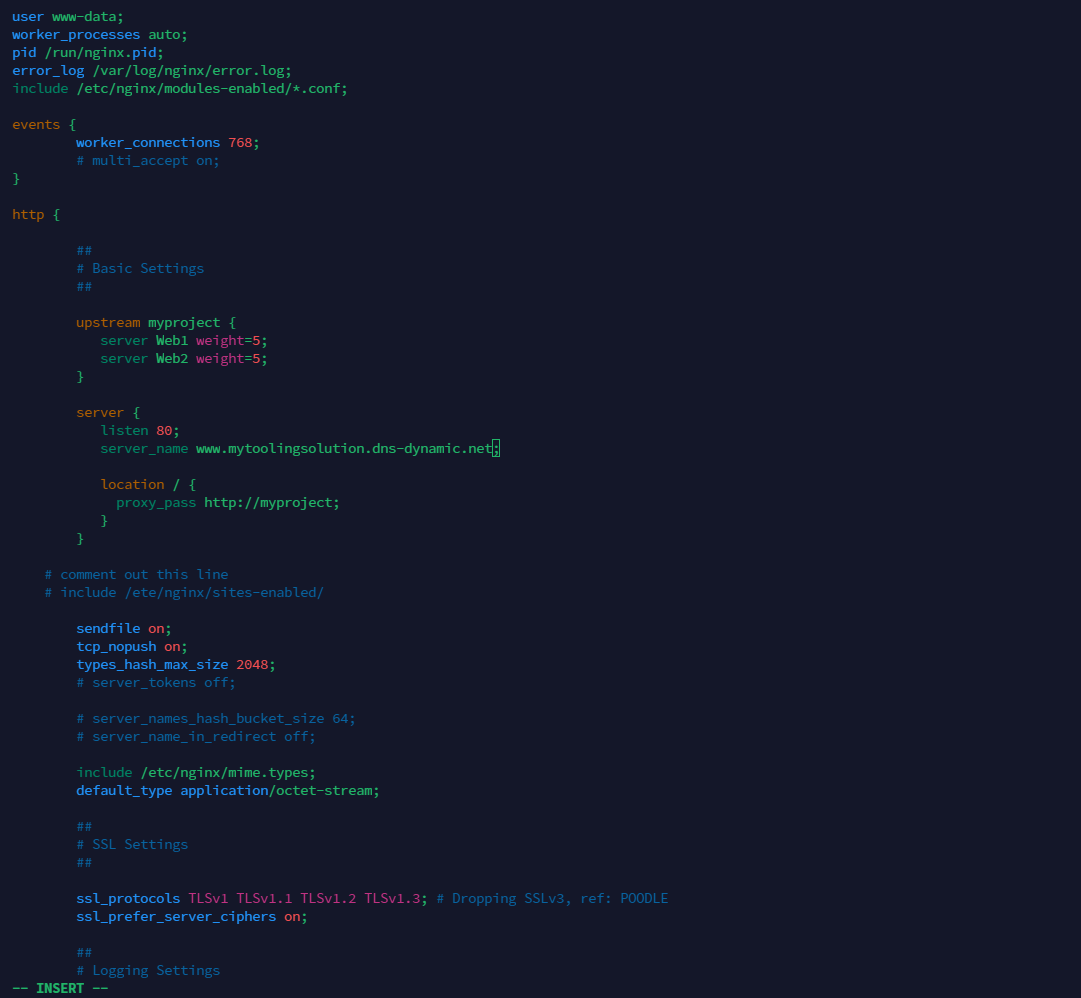 user www-data;
worker_processes auto;
pid /run/nginx.pid;
error_log /var/log/nginx/error.log;
include /etc/nginx/modules-enabled/*.conf;
events {
worker_connections 768;
# multi_accept on;
}
http {
##
# Basic Settings
##
upstream myproject {
server Web1 weight=5;
server Web2 weight=5;
}
server {
listen 80;
server_name www.mytoolingsolution.dns-dynamic.net;
location / {
proxy_pass http://myproject;
}
}
# comment out this line
# include /ete/nginx/sites-enabled/
sendfile on;
tcp_nopush on;
types_hash_max_size 2048;
# server_tokens off;
# server_names_hash_bucket_size 64;
# server_name_in_redirect off;
include /etc/nginx/mime.types;
default_type application/octet-stream;
##
# SSL Settings
##
ssl_protocols TLSv1 TLSv1.1 TLSv1.2 TLSv1.3; # Dropping SSLv3, ref: POODLE
ssl_prefer_server_ciphers on;
##
# Logging Settings
-- INSERT --